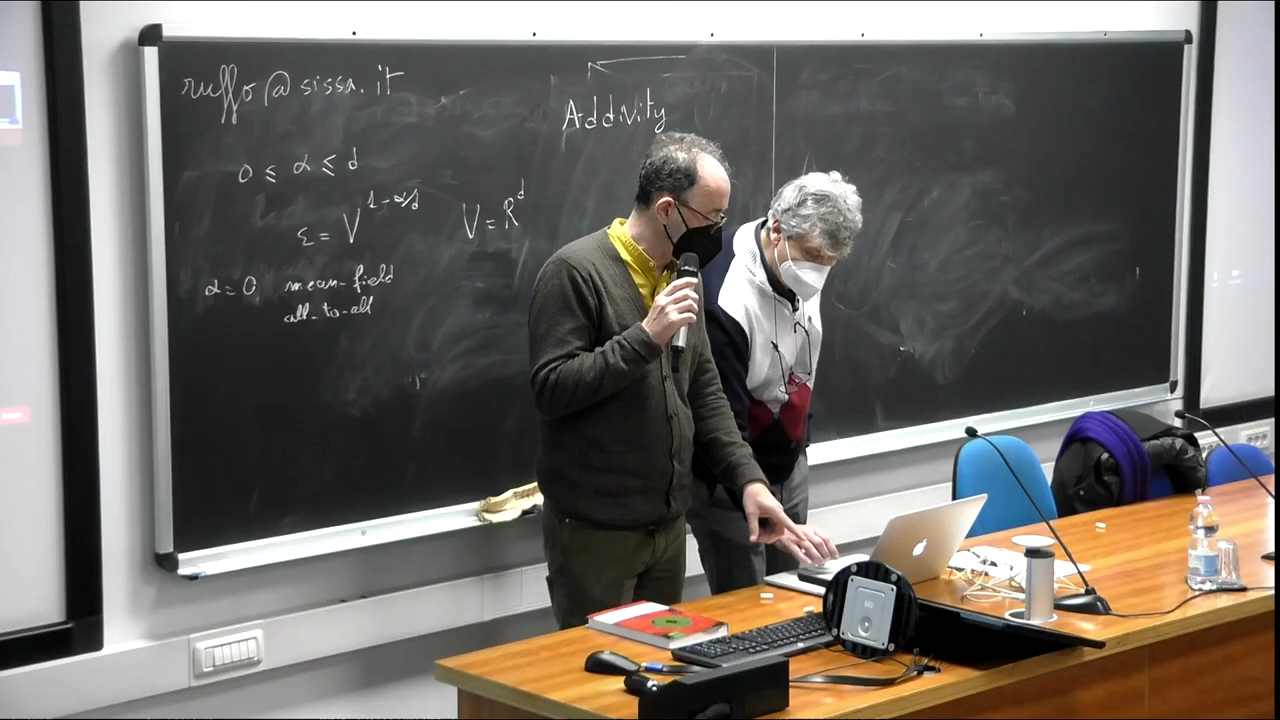 ruffo@sissa.it
Addivity
0 ≤ α ≤ d
ε = V^{1-α/d} V = R^d
α = 0 mean-field
all-to-all